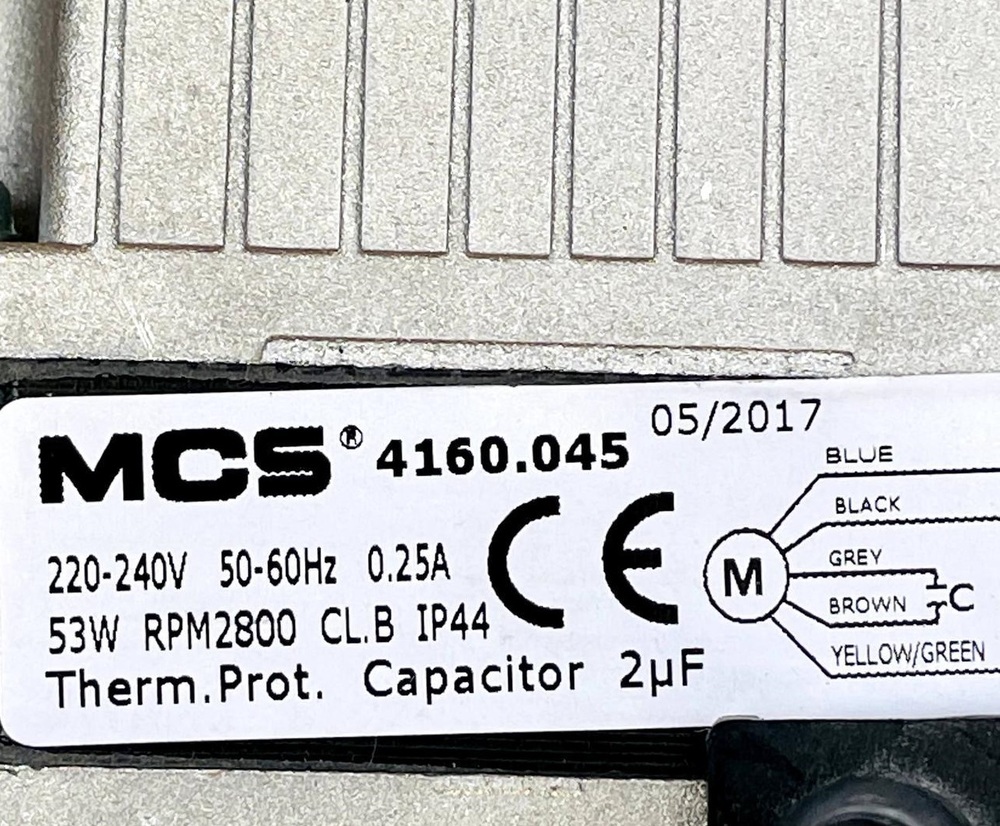 MCS® 4160.045 05/2017
220-240V 50-60Hz 0.25A
53W RPM2800 CL.B IP44
Therm.Prot. Capacitor 2µF
CE
M
BLUE
BLACK
GREY
BROWN
C
YELLOW/GREEN